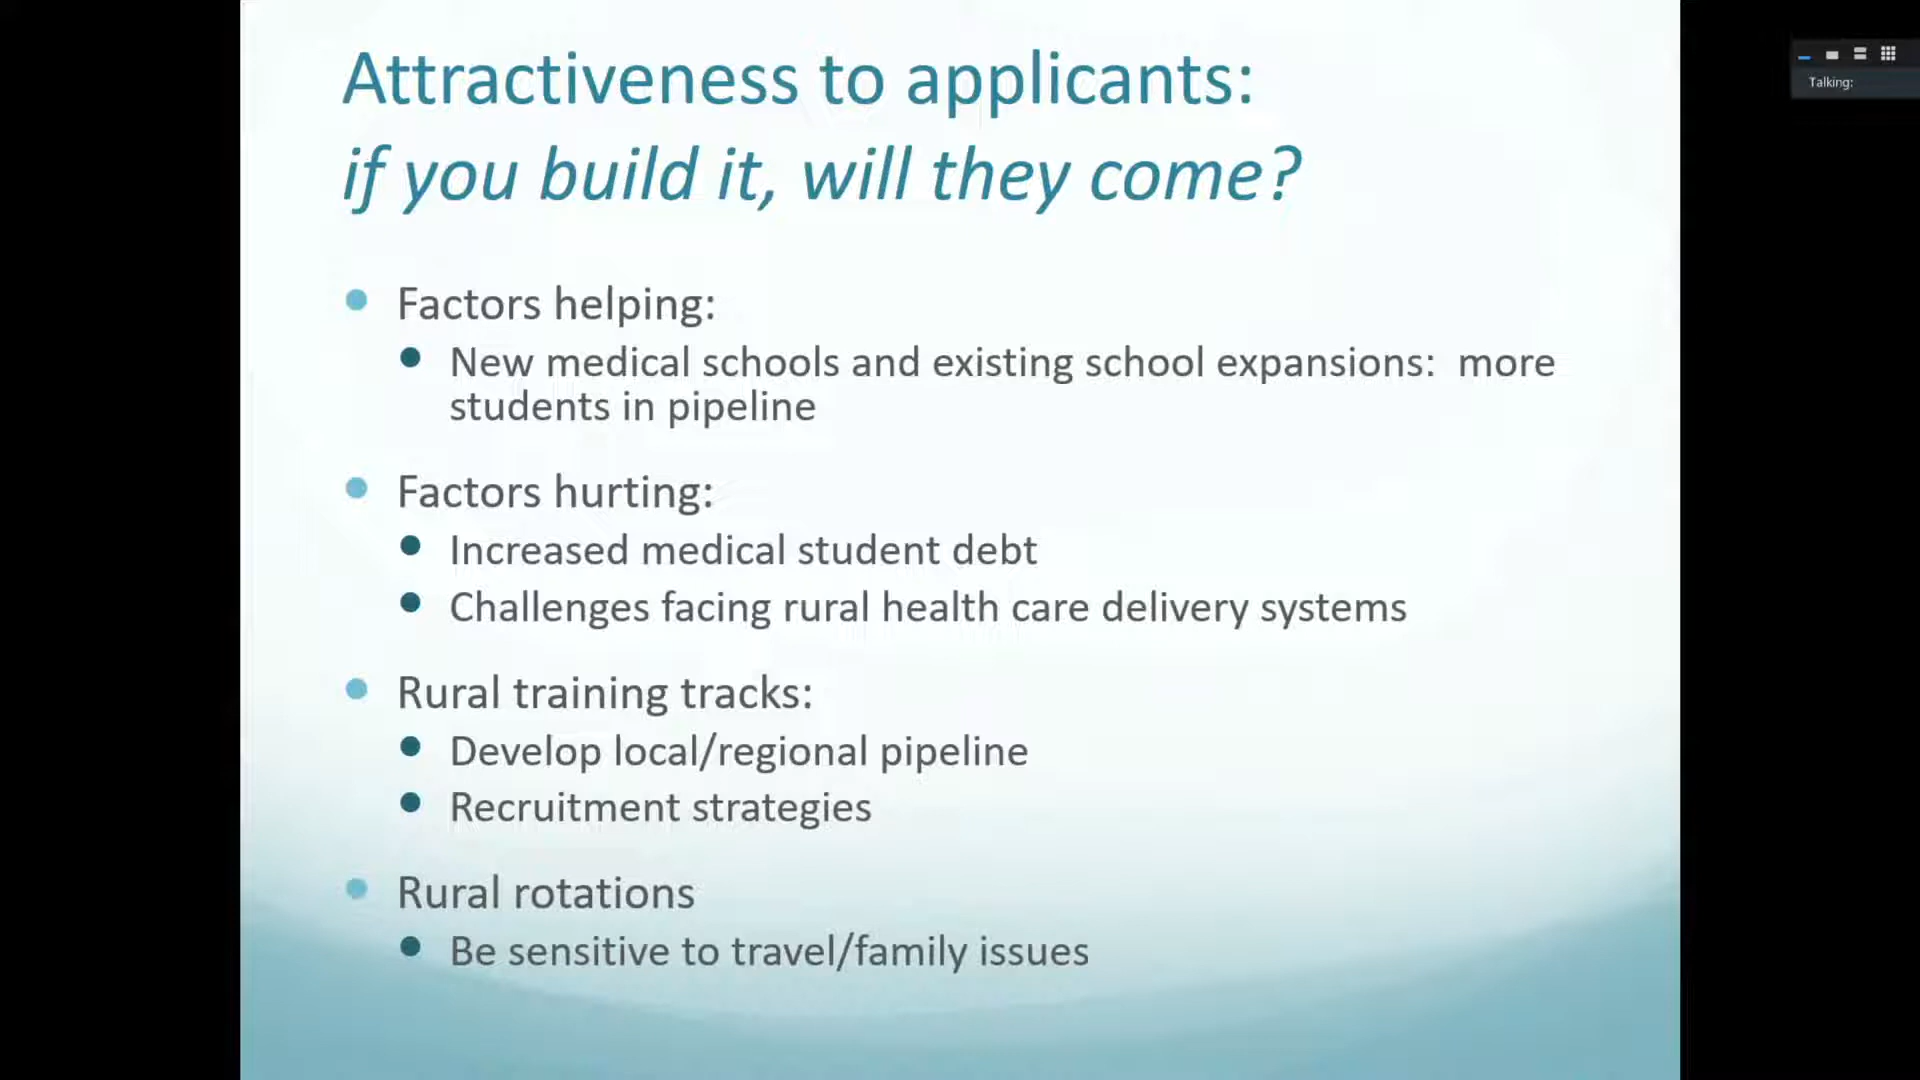 Attractiveness to applicants:
if you build it, will they come?
Factors helping:
New medical schools and existing school expansions:  more
students in pipeline
Factors hurting:
Increased medical student debt
Challenges facing rural health care delivery systems
Rural training tracks:
Develop local/regional pipeline
Recruitment strategies
Rural rotations
Be sensitive to travel/family issues
Talking: